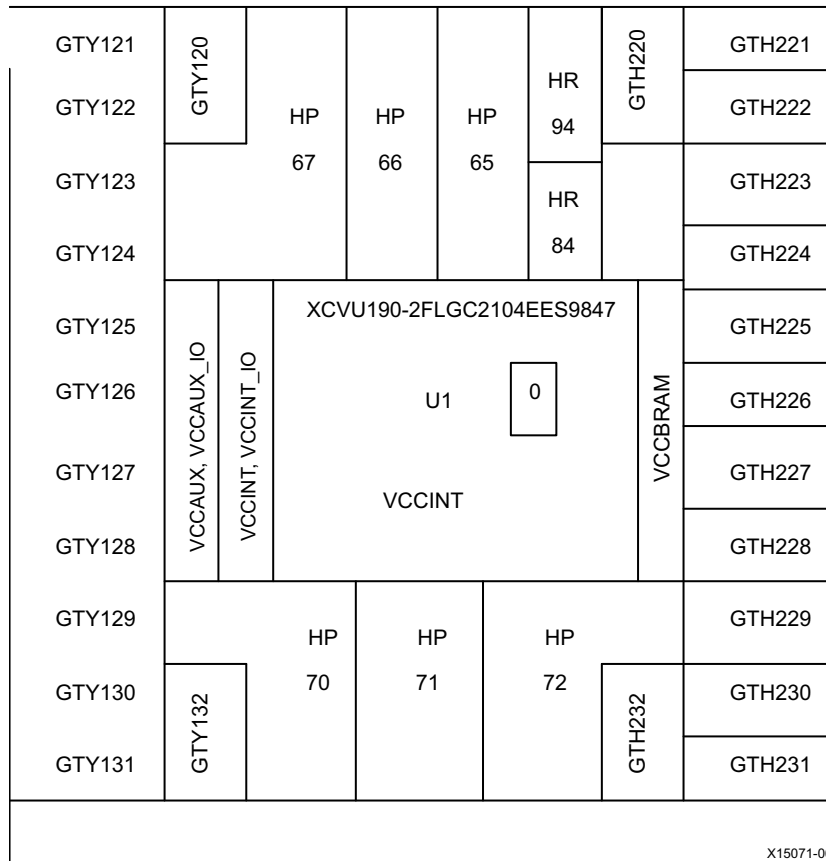 GTY121
GTY122
GTY123
GTY124
GTY125
GTY126
GTY127
GTY128
GTY129
GTY130
GTY131
GTY120
HP
67
HP
66
HP
65
HR
94
HR
84
GTH220
GTH221
GTH222
GTH223
GTH224
GTH225
GTH226
GTH227
GTH228
GTH229
GTH230
GTH231
VCCAUX, VCCAUX_IO
VCCINT, VCCINT_IO
XCVU190-2FLGC2104EES9847
U1
0
VCCINT
VCCBRAM
GTY132
HP
70
HP
71
HP
72
GTH232